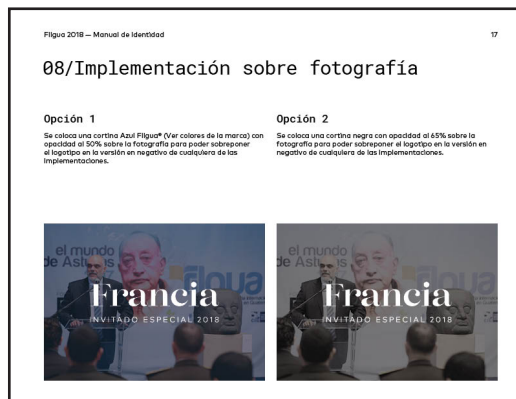 Filgua 2018 — Manual de Identidad
17
08/Implementación sobre fotografía
Opción 1
Se coloca una cortina Azul Filgua® (Ver colores de la marca) con
opacidad al 50% sobre la fotografía para poder sobreponer
el logotipo en la versión en negativo de cualquiera de las
implementaciones.
Opción 2
Se coloca una cortina negra con opacidad al 65% sobre la
fotografía para poder sobreponer el logotipo en la versión en
negativo de cualquiera de las implementaciones.
el mundo
de Astu
filgua
Francia
INVITADO ESPECIAL 2018
el mundo
de Astu
filgua
Francia
INVITADO ESPECIAL 2018